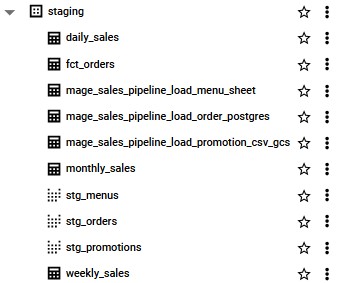 staging
daily_sales
fct_orders
mage_sales_pipeline_load_menu_sheet
mage_sales_pipeline_load_order_postgres
mage_sales_pipeline_load_promotion_csv_gcs
monthly_sales
stg_menus
stg_orders
stg_promotions
weekly_sales